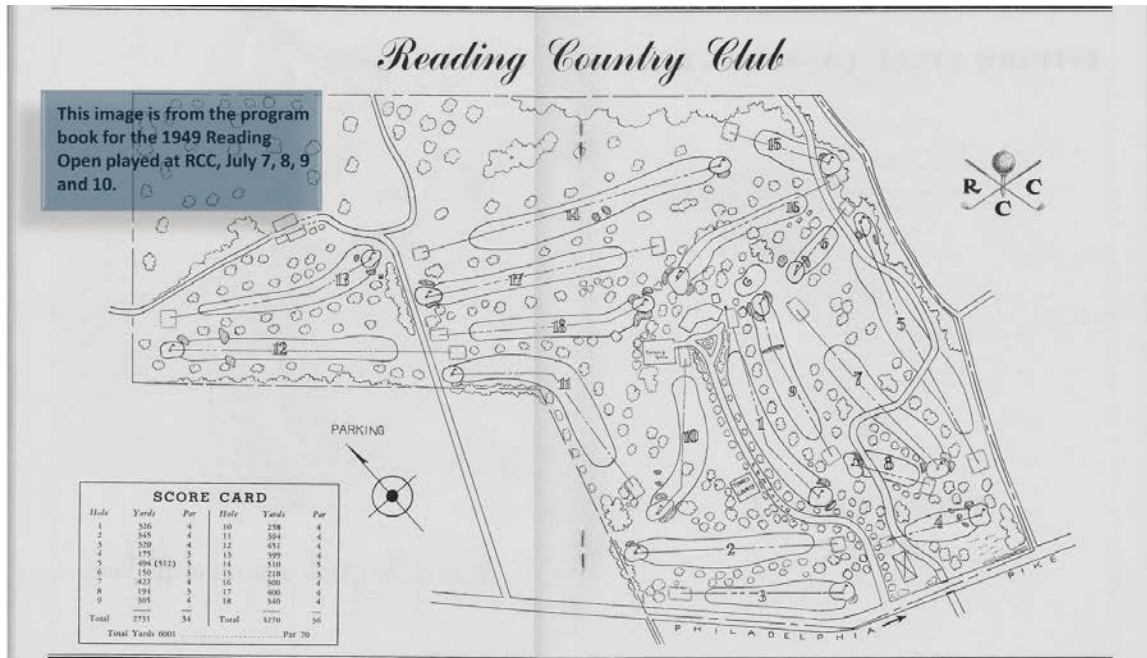 Reading Country Club
This image is from the program
book for the 1949 Reading
Open played at RCC, July 7, 8, 9
and 10.
R C
C
15
14
16
6
17
13
5
18
12
11
7
9
1
10
8
4
2
3
PARKING
PHILADELPHIA PIKE
SCORE CARD
Hole Yards Par Hole Yards Par
1 326 4 10 258 4
2 345 4 11 394 4
3 320 4 12 451 4
4 175 3 13 399 4
5 494 (512) 5 14 510 5
6 150 3 15 218 3
7 422 4 16 300 4
8 194 3 17 400 4
9 305 4 18 340 4
Total 2731 34 Total 3270 36
Total Yards 6001 .......................... Par 70